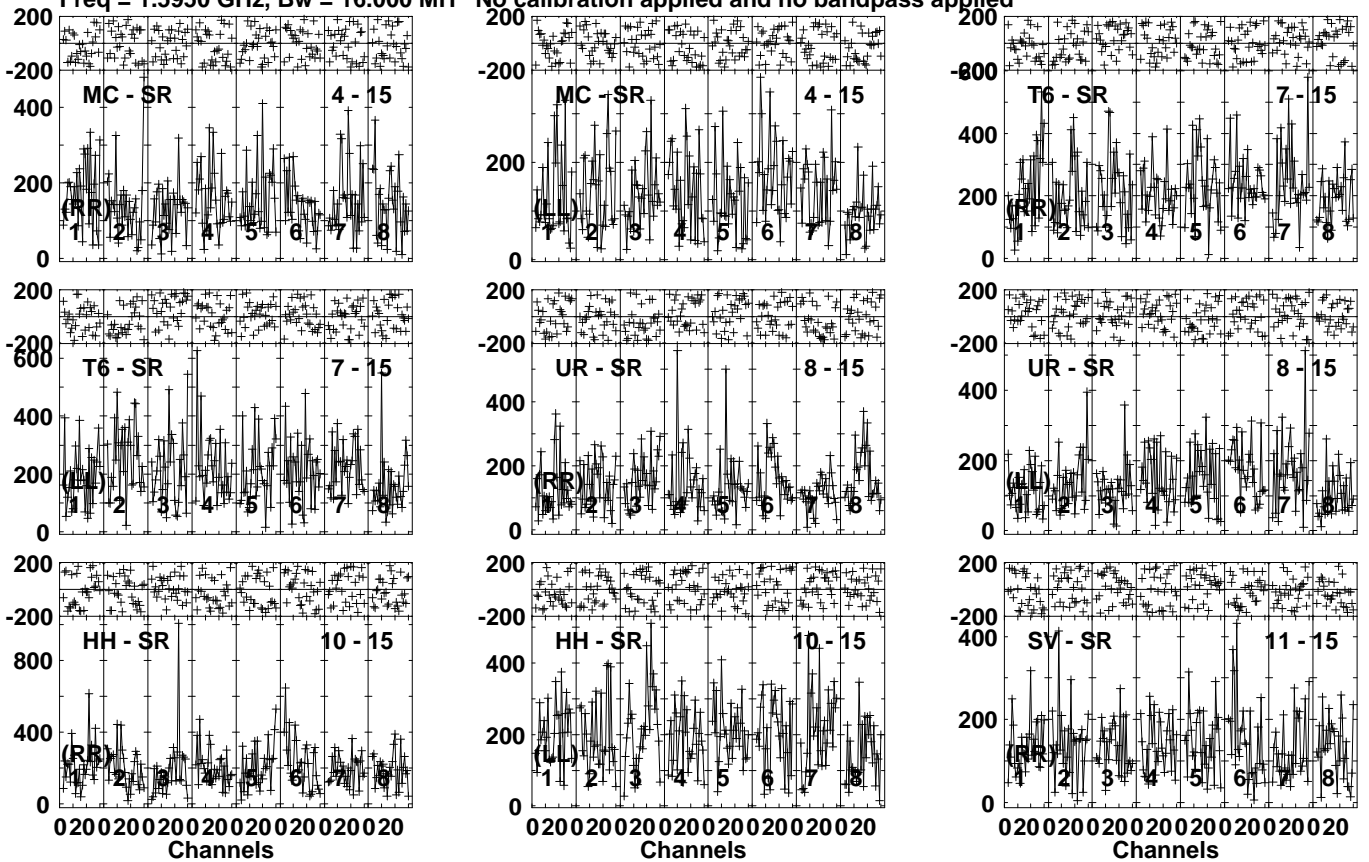 Freq = 1.5950 GHz, Bw = 16.000 MH No calibration applied and no bandpass applied
200 200 200
-200 -200 -200
600
MC - SR 4 - 15 MC - SR 4 - 15 T6 - SR 7 - 15
400 400
200 200 200
(RR) (LL) (RR)
1 2 3 4 5 6 7 8 1 2 3 4 5 6 7 8 1 2 3 4 5 6 7 8
0 0 0
200 200 200
-200 -200 -200
600
T6 - SR 7 - 15 UR - SR 8 - 15 UR - SR 8 - 15
400 400 400
200 200 200
(LL) (RR) (LL)
1 2 3 4 5 6 7 8 1 2 3 4 5 6 7 8 1 2 3 4 5 6 7 8
0 0 0
200 200 200
-200 -200 -200
HH - SR 10 - 15 HH - SR 10 - 15 SV - SR 11 - 15
800 400 400
400 200 200
(RR) (LL) (RR)
1 2 3 4 5 6 7 8 1 2 3 4 5 6 7 8 1 2 3 4 5 6 7 8
0 0 0
0 20 0 20 0 20 0 20 0 20 0 20 0 20 0 20 0 20 0 20 0 20 0 20 0 20 0 20 0 20 0 20 0 20 0 20 0 20 0 20 0 20 0 20 0 20 0 20
Channels Channels Channels